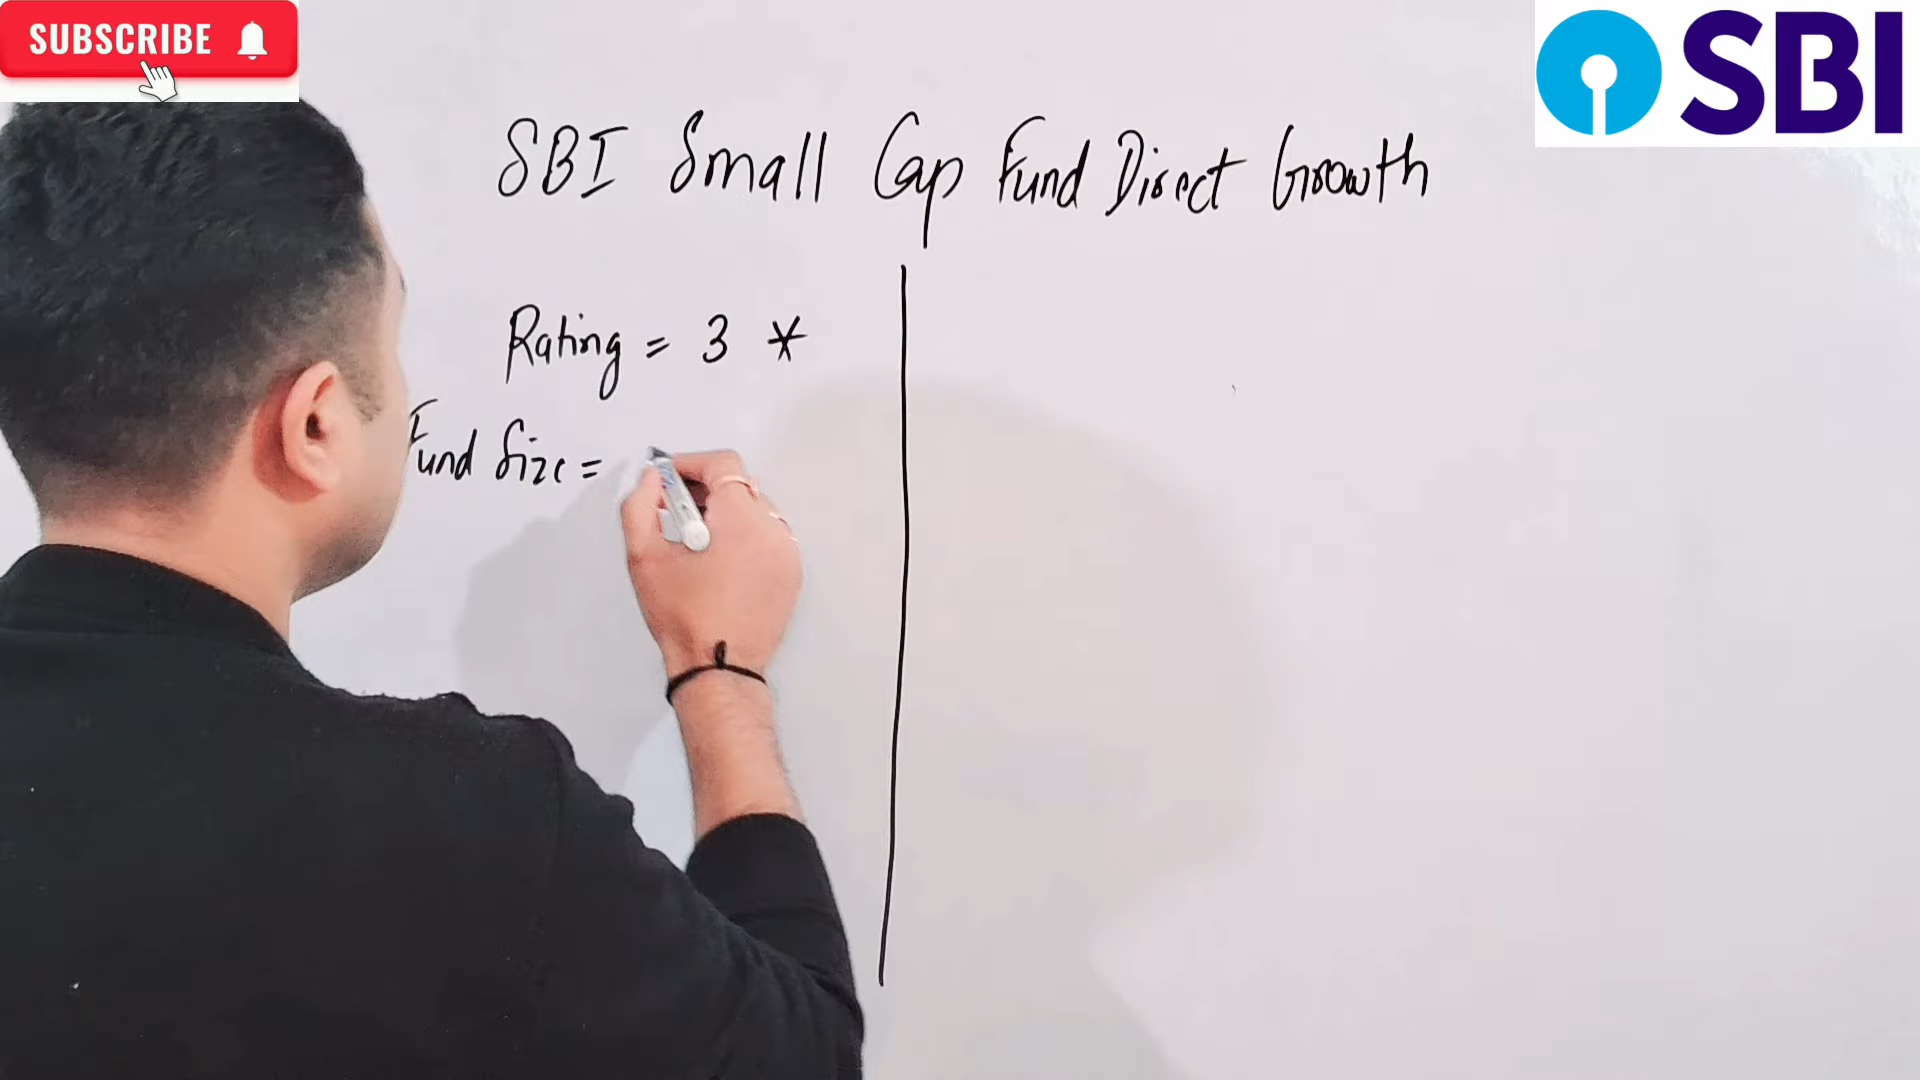 SUBSCRIBE
SBI
SBI Small Cap Fund Direct Growth
Rating = 3 *
Fund Size =